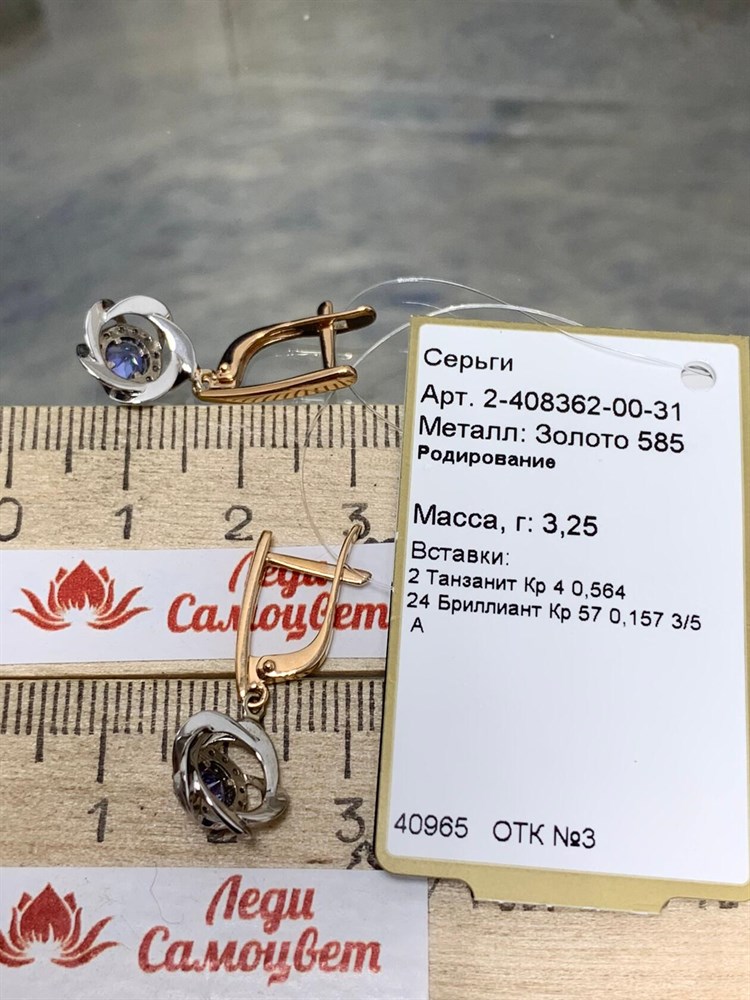 Серьги
Арт. 2-408362-00-31
Металл: Золото 585
Родирование
Масса, г: 3,25
Вставки:
2 Танзанит Кр 4 0,564
24 Бриллиант Кр 57 0,157 3/5
А
40965 ОТК №3
0 1 2 3
Леди
Самоцвет
1 3
Леди
Самоцвет